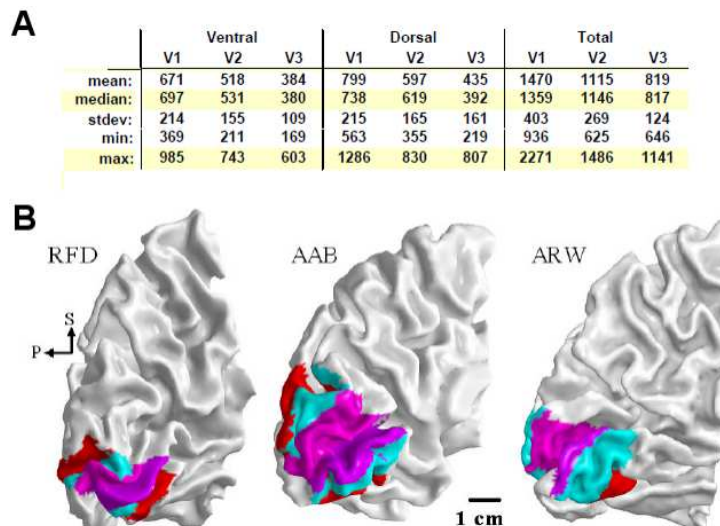 A
Ventral Dorsal Total
V1 V2 V3 V1 V2 V3 V1 V2 V3
mean: 671 518 384 799 597 435 1470 1115 819
median: 697 531 380 738 619 392 1359 1146 817
stdev: 214 155 109 215 165 161 403 269 124
min: 369 211 169 563 355 219 936 625 646
max: 985 743 603 1286 830 807 2271 1486 1141
B
RFD AAB ARW
S
P
1 cm